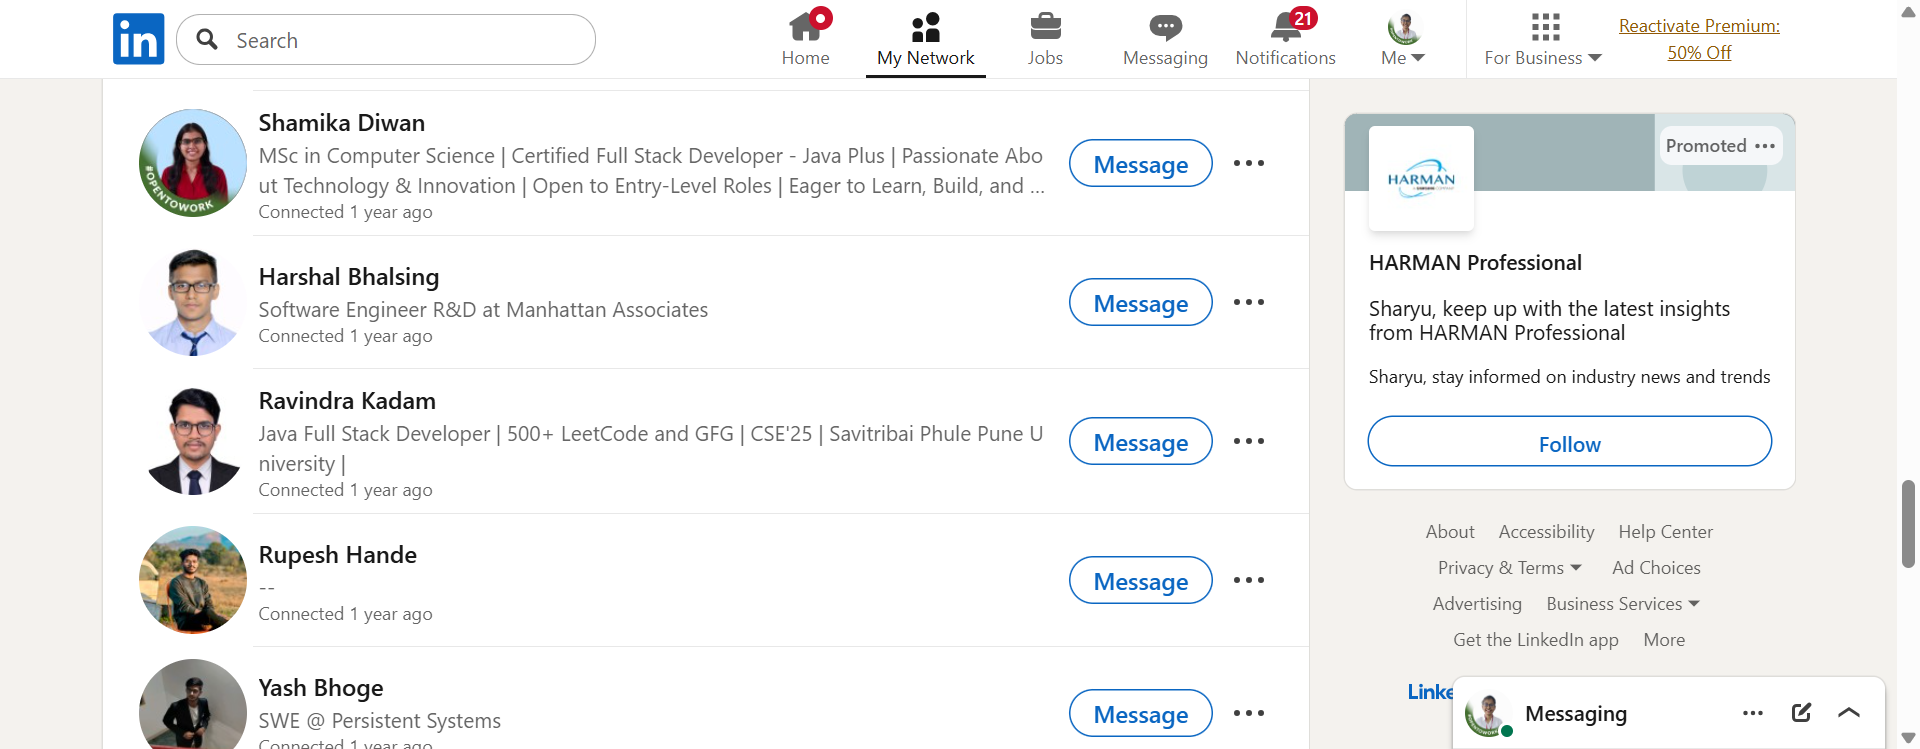 in
Search
Home
My Network
Jobs
Messaging
21
Notifications
Me
For Business
Reactivate Premium:
50% Off
Shamika Diwan
MSc in Computer Science | Certified Full Stack Developer - Java Plus | Passionate Abo
ut Technology & Innovation | Open to Entry-Level Roles | Eager to Learn, Build, and ...
Connected 1 year ago
#OPENTOWORK
Message
Harshal Bhalsing
Software Engineer R&D at Manhattan Associates
Connected 1 year ago
Message
Ravindra Kadam
Java Full Stack Developer | 500+ LeetCode and GFG | CSE'25 | Savitribai Phule Pune U
niversity |
Connected 1 year ago
Message
Rupesh Hande
--
Connected 1 year ago
Message
Yash Bhoge
SWE @ Persistent Systems
Connected 1 year ago
Message
Promoted
HARMAN
HARMAN Professional
Sharyu, keep up with the latest insights
from HARMAN Professional
Sharyu, stay informed on industry news and trends
Follow
About Accessibility Help Center
Privacy & Terms Ad Choices
Advertising Business Services
Get the LinkedIn app More
Linke
Messaging